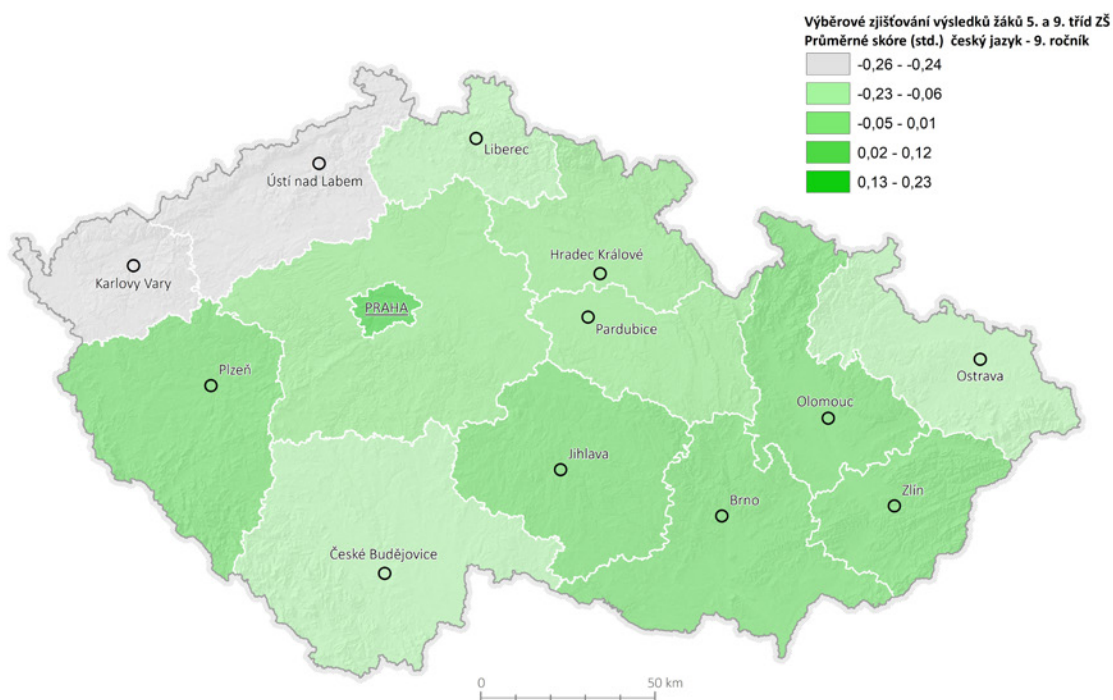 Výběrové zjišťování výsledků žáků 5. a 9. tříd ZŠ
Průměrné skóre (std.) český jazyk - 9. ročník
-0,26 - -0,24
-0,23 - -0,06
-0,05 - 0,01
0,02 - 0,12
0,13 - 0,23
Liberec
Ústí nad Labem
Hradec Králové
Karlovy Vary
PRAHA
Pardubice
Plzeň
Ostrava
Olomouc
Jihlava
Zlín
Brno
České Budějovice
0 50 km